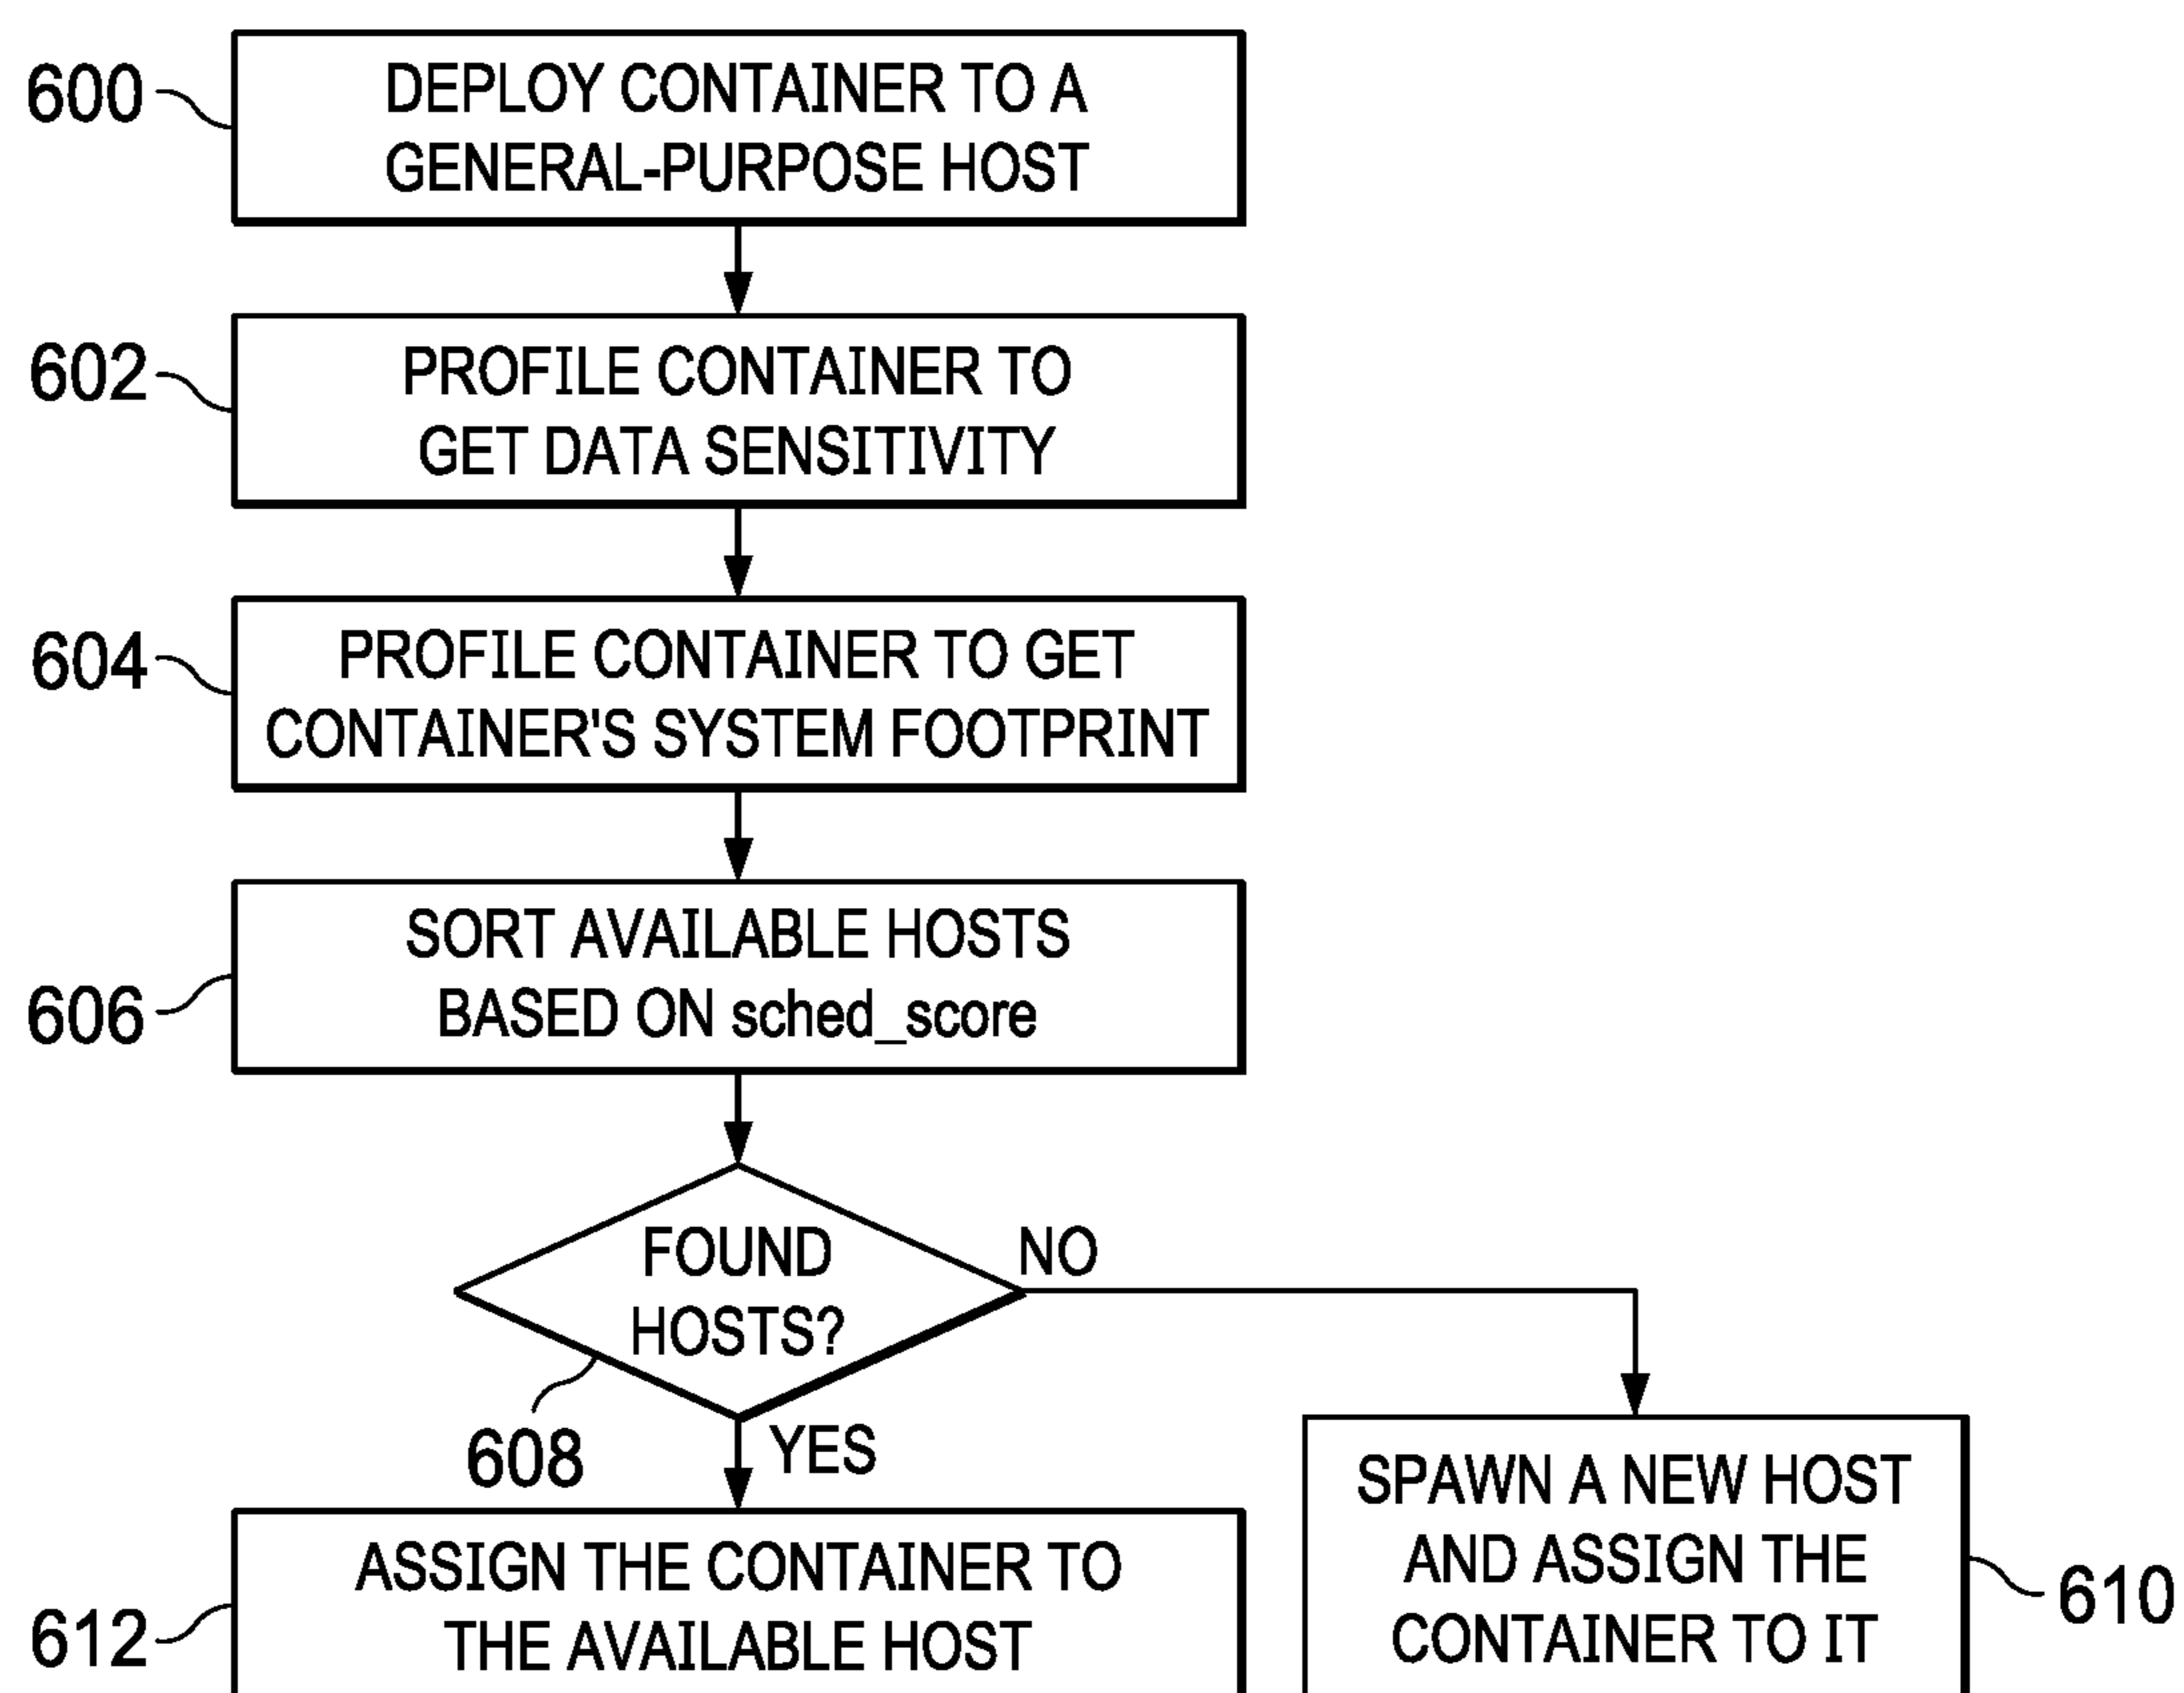 600
DEPLOY CONTAINER TO A
GENERAL-PURPOSE HOST
602
PROFILE CONTAINER TO
GET DATA SENSITIVITY
604
PROFILE CONTAINER TO GET
CONTAINER'S SYSTEM FOOTPRINT
606
SORT AVAILABLE HOSTS
BASED ON sched_score
FOUND
HOSTS?
NO
608
YES
612
ASSIGN THE CONTAINER TO
THE AVAILABLE HOST
SPAWN A NEW HOST
AND ASSIGN THE
CONTAINER TO IT
610